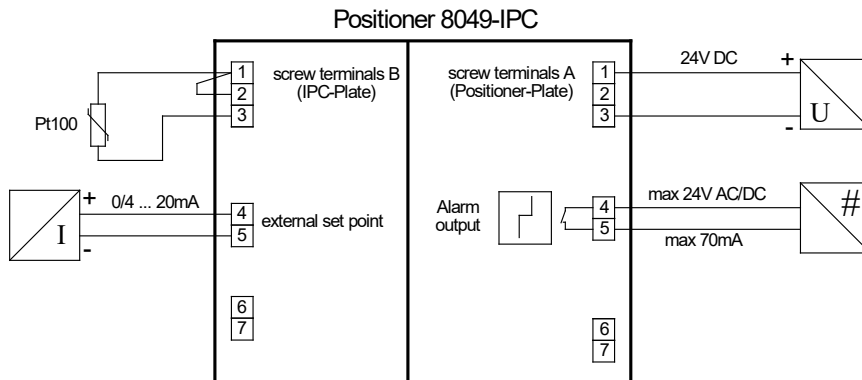 Positioner 8049-IPC
1
2
3
screw terminals B
(IPC-Plate)
Pt100
+
0/4 ... 20mA
I
-
4
5
external set point
6
7
screw terminals A
(Positioner-Plate)
1
2
3
24V DC
+
-
U
Alarm
output
4
5
max 24V AC/DC
max 70mA
#
6
7